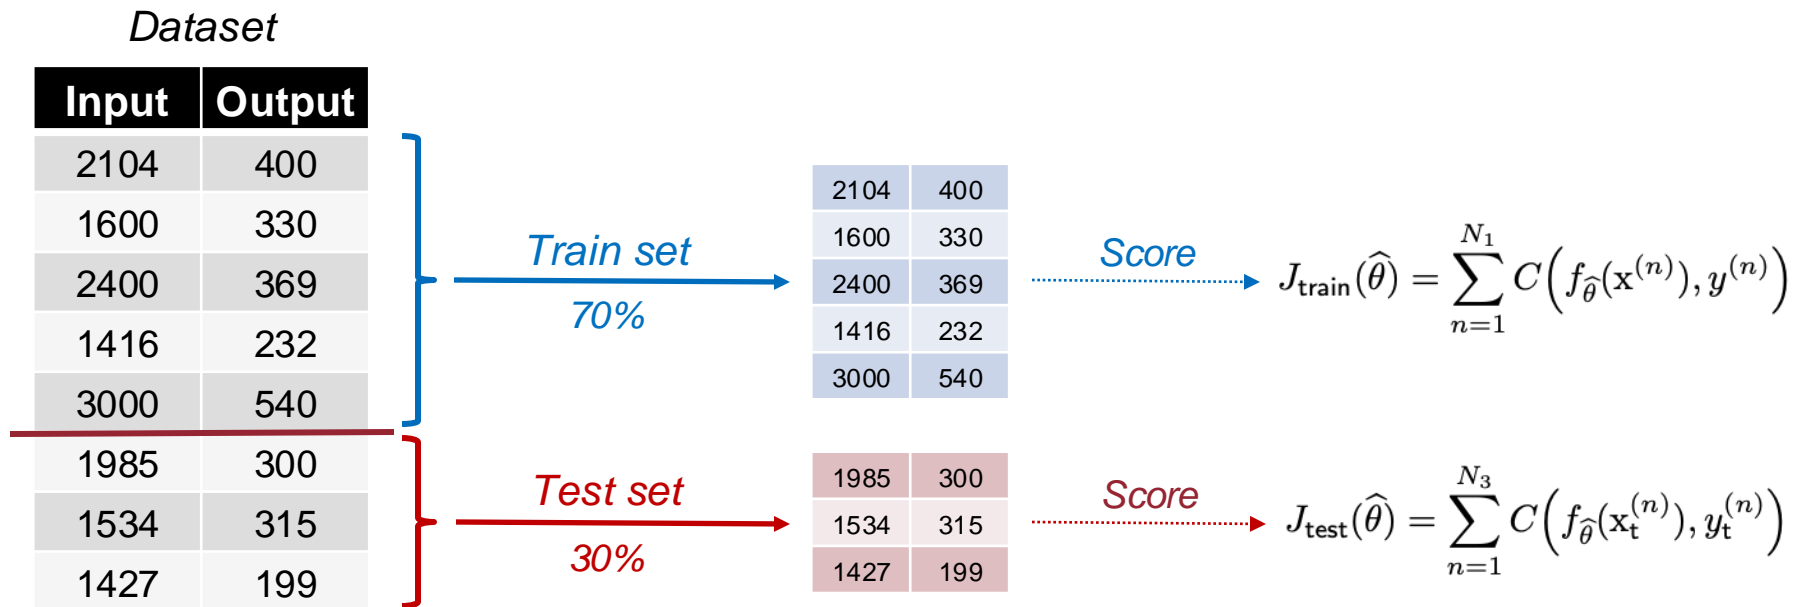 Dataset
Input Output
2104 400
1600 330
2400 369
1416 232
3000 540
1985 300
1534 315
1427 199
Train set
70%
2104 400
1600 330
2400 369
1416 232
3000 540
Score
J_train(θ̂) = ∑_{n=1}^{N_1} C(f_θ̂(x^{(n)}), y^{(n)})
Test set
30%
1985 300
1534 315
1427 199
Score
J_test(θ̂) = ∑_{n=1}^{N_3} C(f_θ̂(x_t^{(n)}), y_t^{(n)})